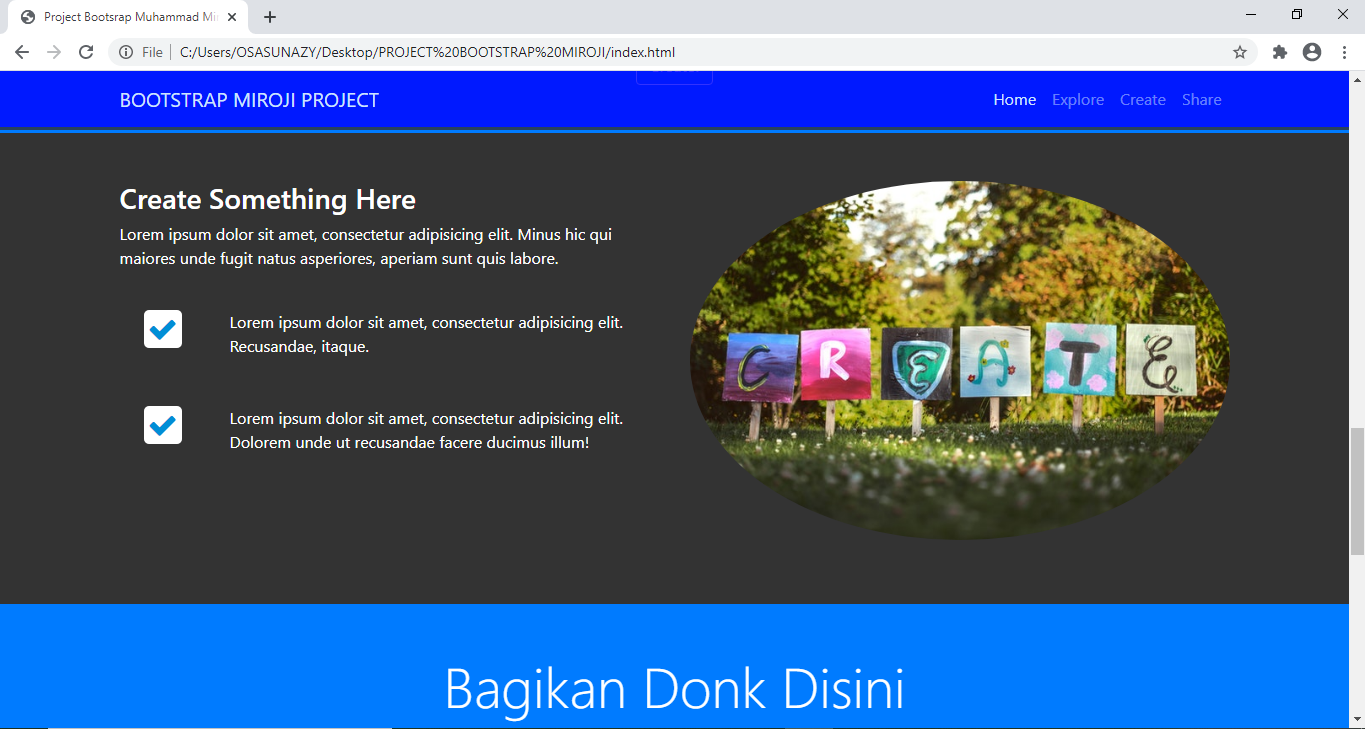 Project Bootsrap Muhammad Mi
File
C:/Users/OSASUNAZY/Desktop/PROJECT%20BOOTSTRAP%20MIROJI/index.html
BOOTSTRAP MIROJI PROJECT
Home Explore Create Share
Create Something Here
Lorem ipsum dolor sit amet, consectetur adipisicing elit. Minus hic qui
maiores unde fugit natus asperiores, aperiam sunt quis labore.
Lorem ipsum dolor sit amet, consectetur adipisicing elit.
Recusandae, itaque.
Lorem ipsum dolor sit amet, consectetur adipisicing elit.
Dolorem unde ut recusandae facere ducimus illum!
CREATE
Bagikan Donk Disini